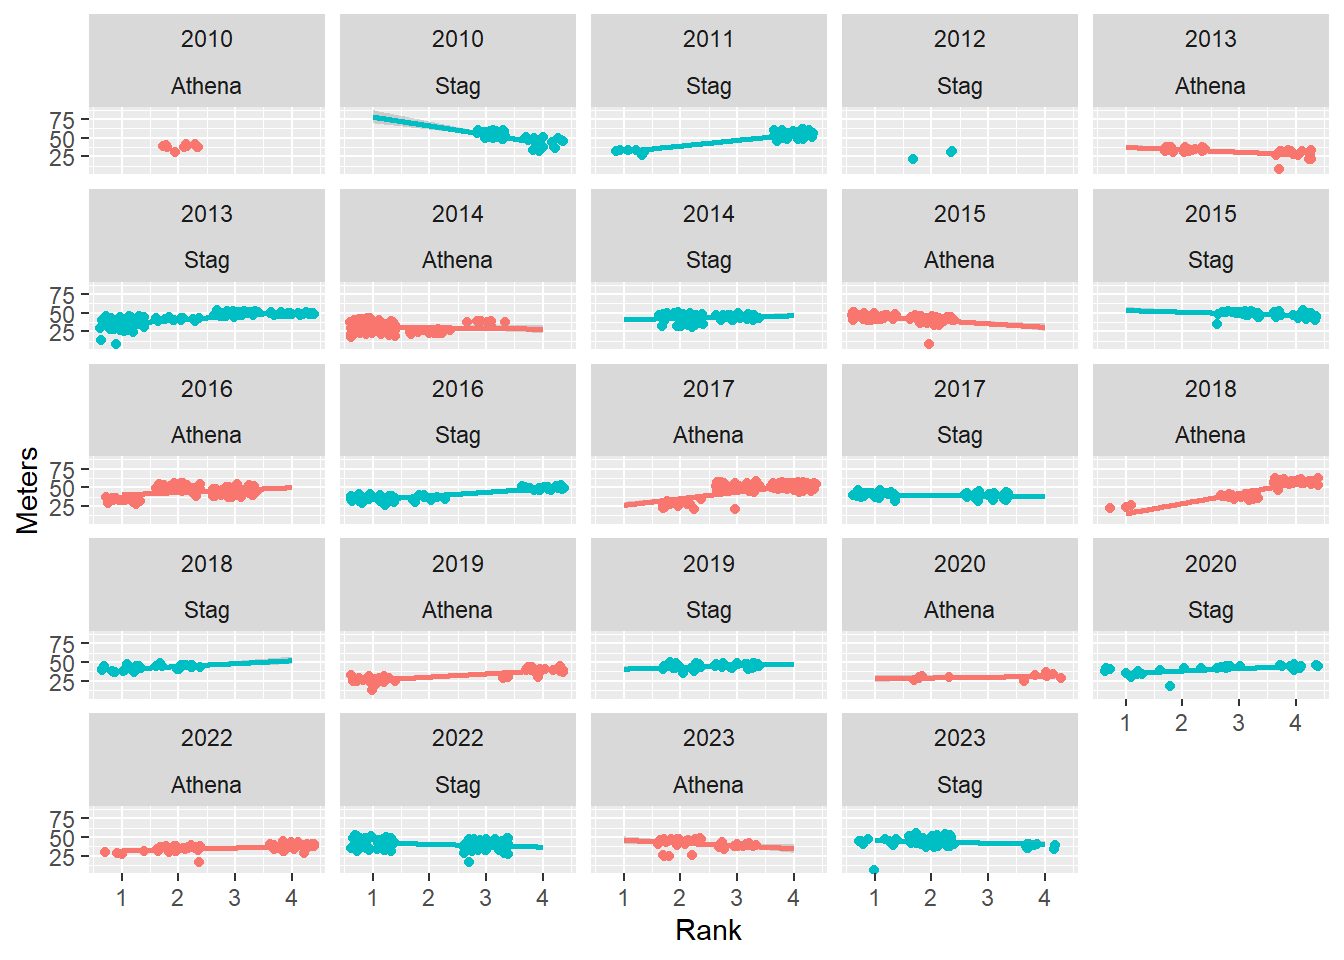 2010 2010 2011 2012 2013
Athena Stag Stag Stag Athena
75
50
25
2013 2014 2014 2015 2015
Stag Athena Stag Athena Stag
75
50
25
2016 2016 2017 2017 2018
Athena Stag Athena Stag Athena
75
50
25
Meters
2018 2019 2019 2020 2020
Stag Athena Stag Athena Stag
75
50
25
1 2 3 4
2022 2022 2023 2023
Athena Stag Athena Stag
75
50
25
1 2 3 4 1 2 3 4 1 2 3 4 1 2 3 4
Rank